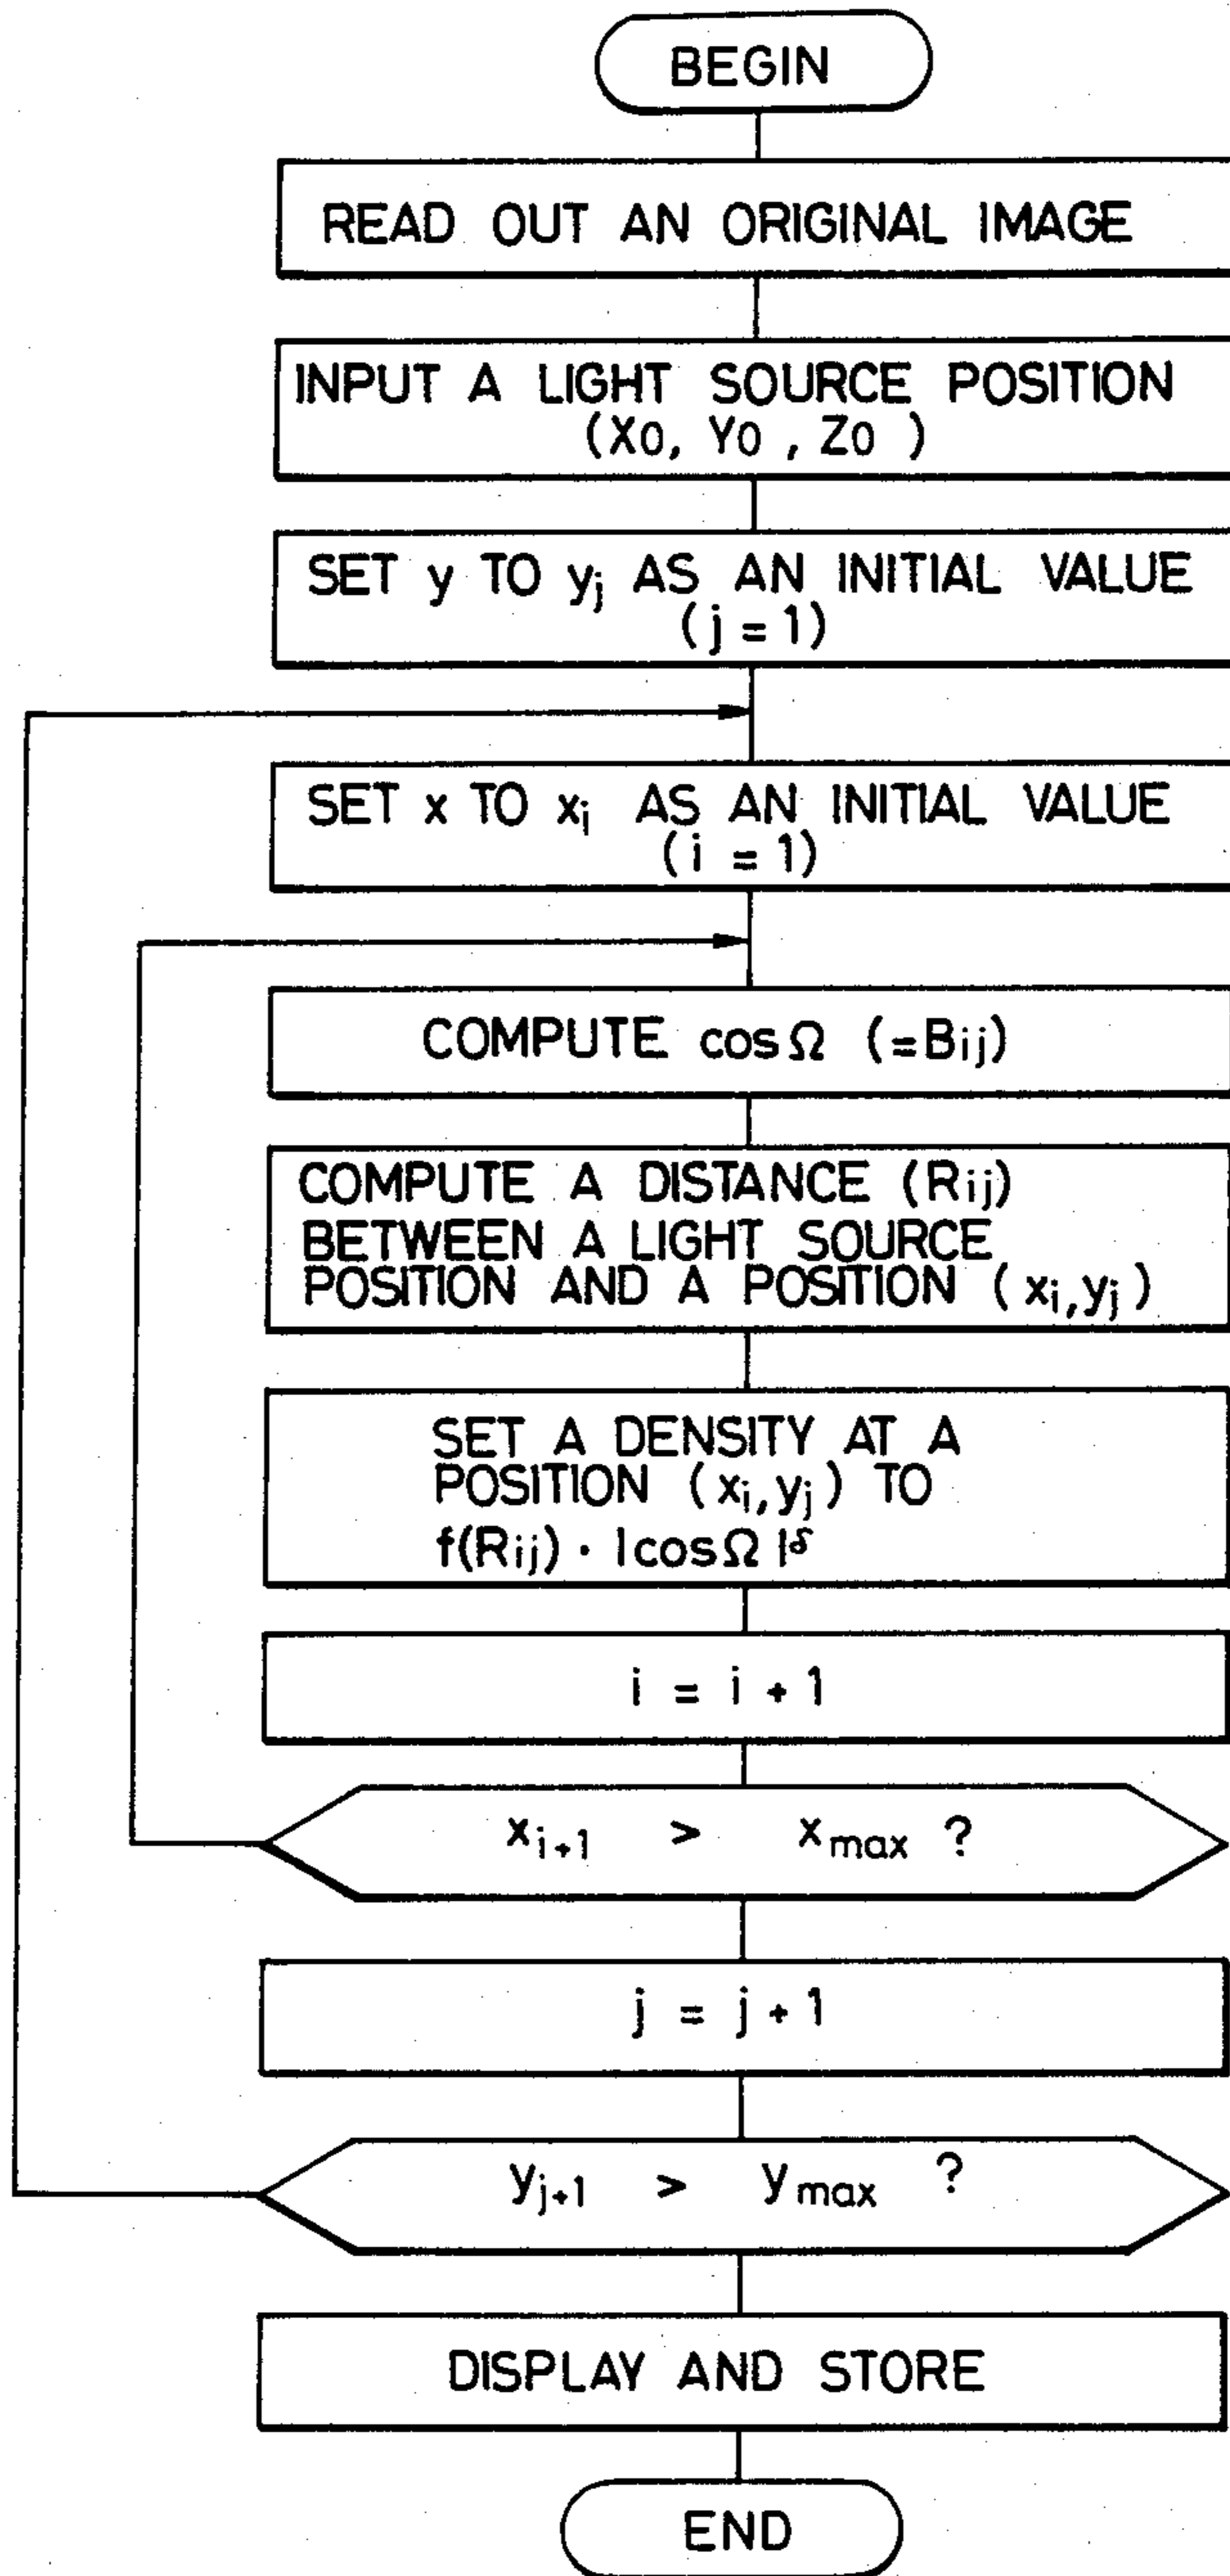 BEGIN
READ OUT AN ORIGINAL IMAGE
INPUT A LIGHT SOURCE POSITION
(X0, Y0 , Z0 )
SET y TO yj AS AN INITIAL VALUE
(j = 1)
SET x TO xi AS AN INITIAL VALUE
(i = 1)
COMPUTE cosΩ (=Bij)
COMPUTE A DISTANCE (Rij)
BETWEEN A LIGHT SOURCE
POSITION AND A POSITION (xi,yj)
SET A DENSITY AT A
POSITION (xi,yj) TO
f(Rij) · |cosΩ|^δ
i = i + 1
xi+1 > xmax ?
j = j + 1
yj+1 > ymax ?
DISPLAY AND STORE
END